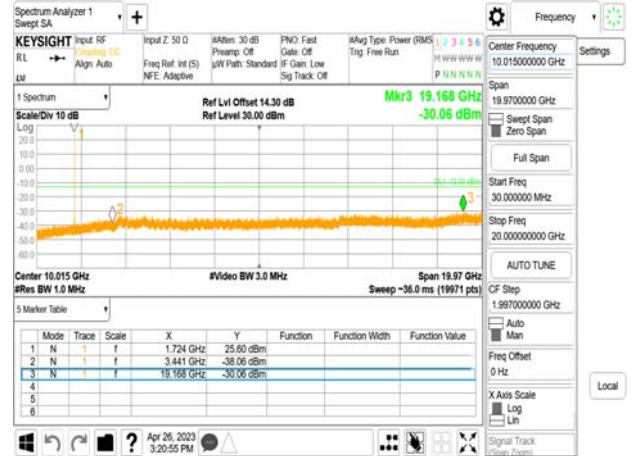 Spectrum Analyzer 1
Swept SA
Frequency
KEYSIGHT
Input: RF
Input Z: 50 Ω
#Atten: 30 dB
PNO: Fast
#Avg Type: Power (RMS
1 2 3 4 5 6
RL
Coupling: DC
Preamp: Off
Gate: Off
Trig: Free Run
Align: Auto
Freq Ref: Int (S)
µW Path: Standard
IF Gain: Low
M W W W W W
NFE: Adaptive
Sig Track: Off
P N N N N N
1 Spectrum
Ref Lvl Offset 14.30 dB
Mkr3 19.168 GHz
Scale/Div 10 dB
Ref Level 30.00 dBm
-30.06 dBm
Log
20.0
10.0
0.00
-10.0
-20.0
-30.0
-40.0
-50.0
-60.0
1
2
3
Center 10.015 GHz
#Video BW 3.0 MHz
Span 19.97 GHz
#Res BW 1.0 MHz
Sweep ~36.0 ms (19971 pts)
5 Marker Table
Mode Trace Scale X Y Function Function Width Function Value
1 N 1 f 1.724 GHz 25.60 dBm
2 N 1 f 3.441 GHz -38.06 dBm
3 N 1 f 19.168 GHz -30.06 dBm
4
5
6
Apr 26, 2023
3:20:55 PM
Center Frequency
10.015000000 GHz
Settings
Span
19.9700000 GHz
Swept Span
Zero Span
Full Span
Start Freq
30.000000 MHz
Stop Freq
20.000000000 GHz
AUTO TUNE
CF Step
1.997000000 GHz
Auto
Man
Freq Offset
0 Hz
Local
X Axis Scale
Log
Lin
Signal Track
(Span Zoom)